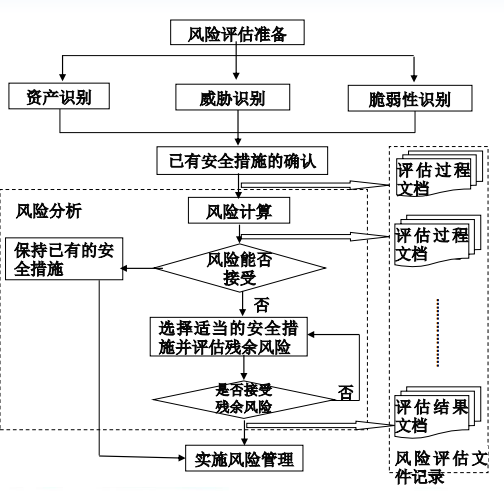 风险评估准备
资产识别
威胁识别
脆弱性识别
已有安全措施的确认
评估过程
文档
风险分析
风险计算
评估过程
文档
保持已有的安
全措施
风险能否
接受
否
选择适当的安全措
施并评估残余风险
是否接受
残余风险
否
评估结果
文档
实施风险管理
风险评估文
件记录